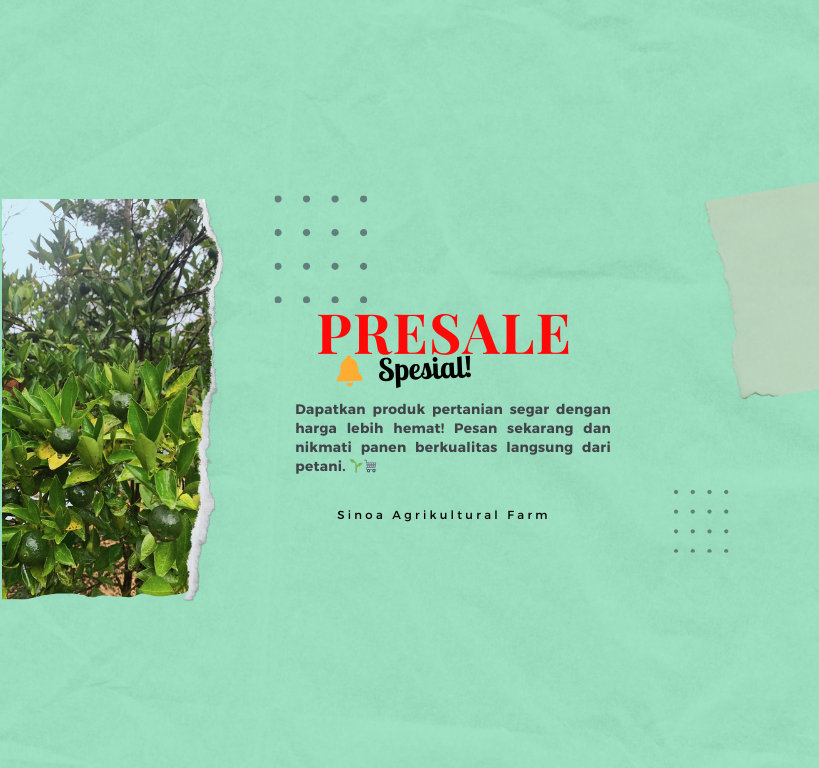 PRESALE
Spesial!
Dapatkan produk pertanian segar dengan
harga lebih hemat! Pesan sekarang dan
nikmati panen berkualitas langsung dari
petani. 🌱🛒
Sinoa Agrikultural Farm